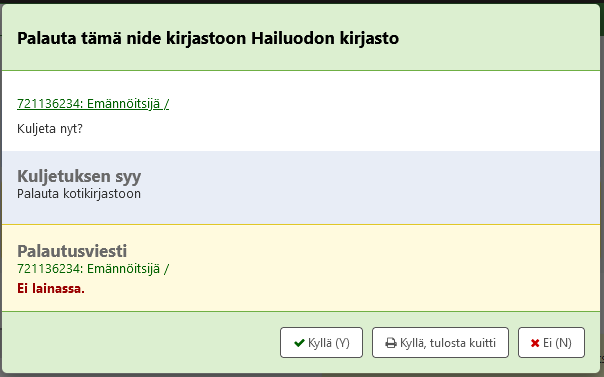 Palauta tämä nide kirjastoon Hailuodon kirjasto
721136234: Emännöitsijä /
Kuljeta nyt?
Kuljetuksen syy
Palauta kotikirjastoon
Palautusviesti
721136234: Emännöitsijä /
Ei lainassa.
Kyllä (Y)
Kyllä, tulosta kuitti
Ei (N)